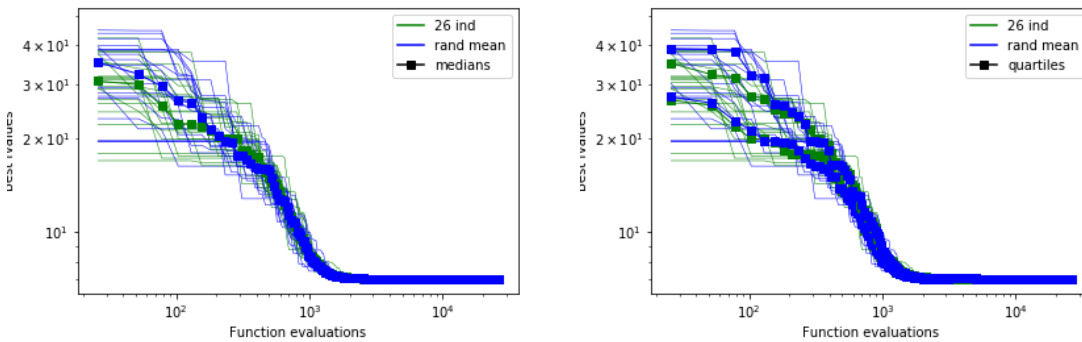 26 ind
rand mean
medians
4 × 10¹
3 × 10¹
2 × 10¹
10¹
10² 10³ 10⁴
Function evaluations
26 ind
rand mean
quartiles
4 × 10¹
3 × 10¹
2 × 10¹
10¹
10² 10³ 10⁴
Function evaluations